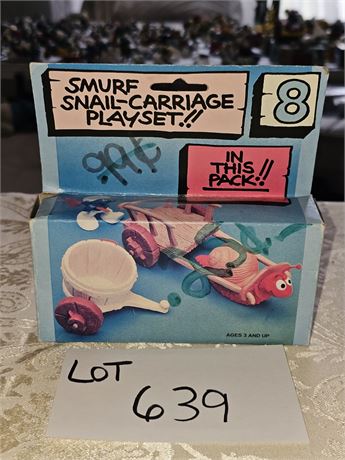 SMURF
SNAIL-CARRIAGE
PLAYSET!!
8
IN
THIS
PACK!!
AGES 3 AND UP
LOT
639